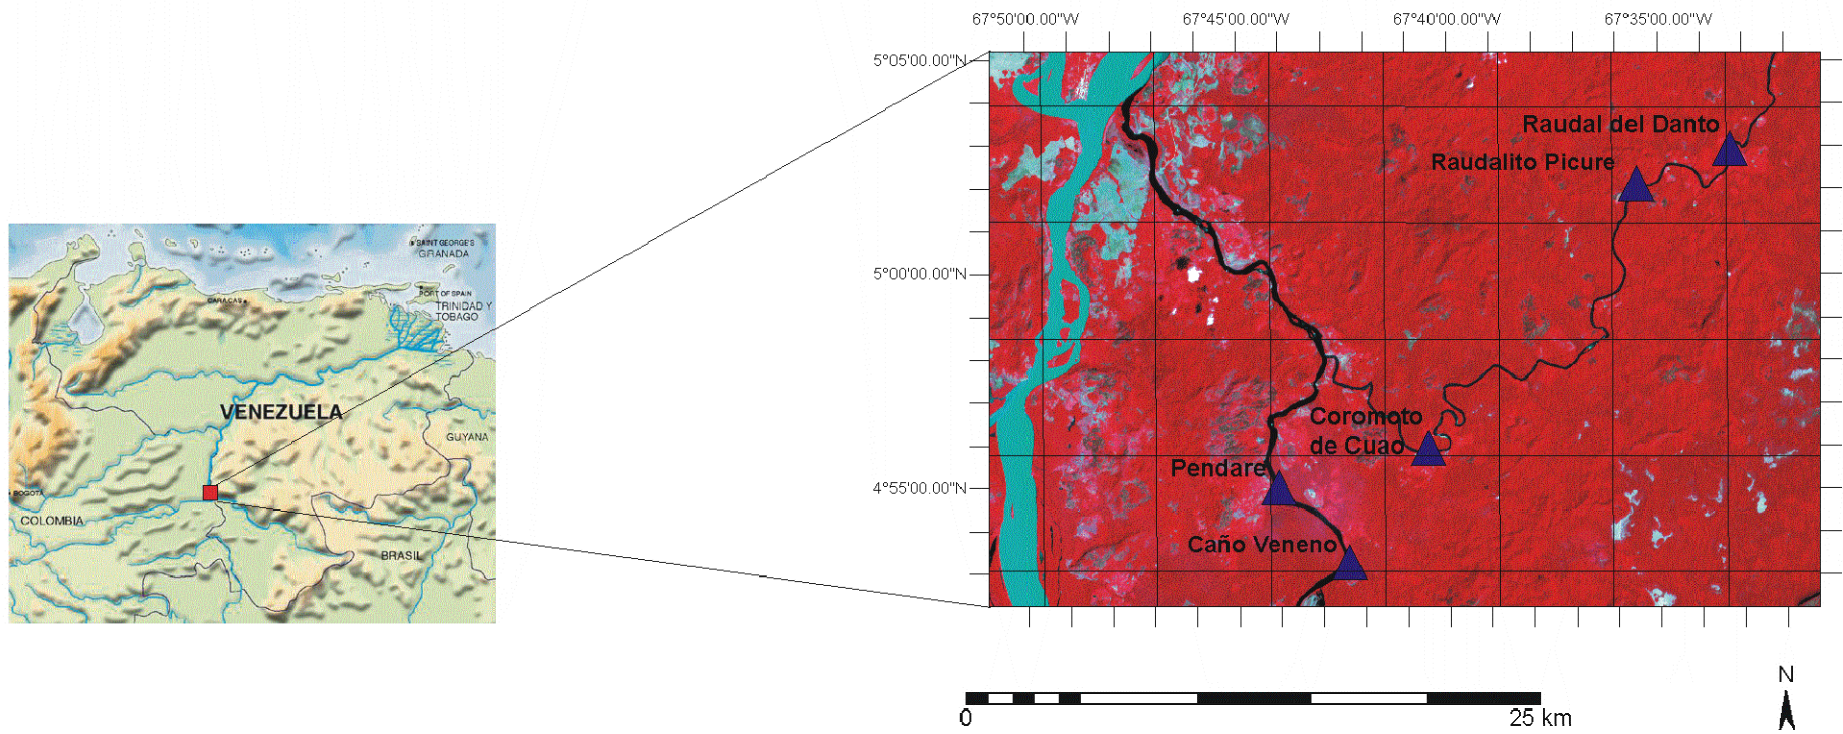 67°50'00.00"W
67°45'00.00"W
67°40'00.00"W
67°35'00.00"W
5°05'00.00"N
5°00'00.00"N
4°55'00.00"N
Raudal del Danto
Raudalito Picure
Coromoto
de Cuao
Pendare
Caño Veneno
SAINT GEORGE'S
GRANADA
CARACAS
PORT OF SPAIN
TRINIDAD Y
TOBAGO
VENEZUELA
GUYANA
BOGOTÁ
COLOMBIA
BRASIL
N
0
25 km